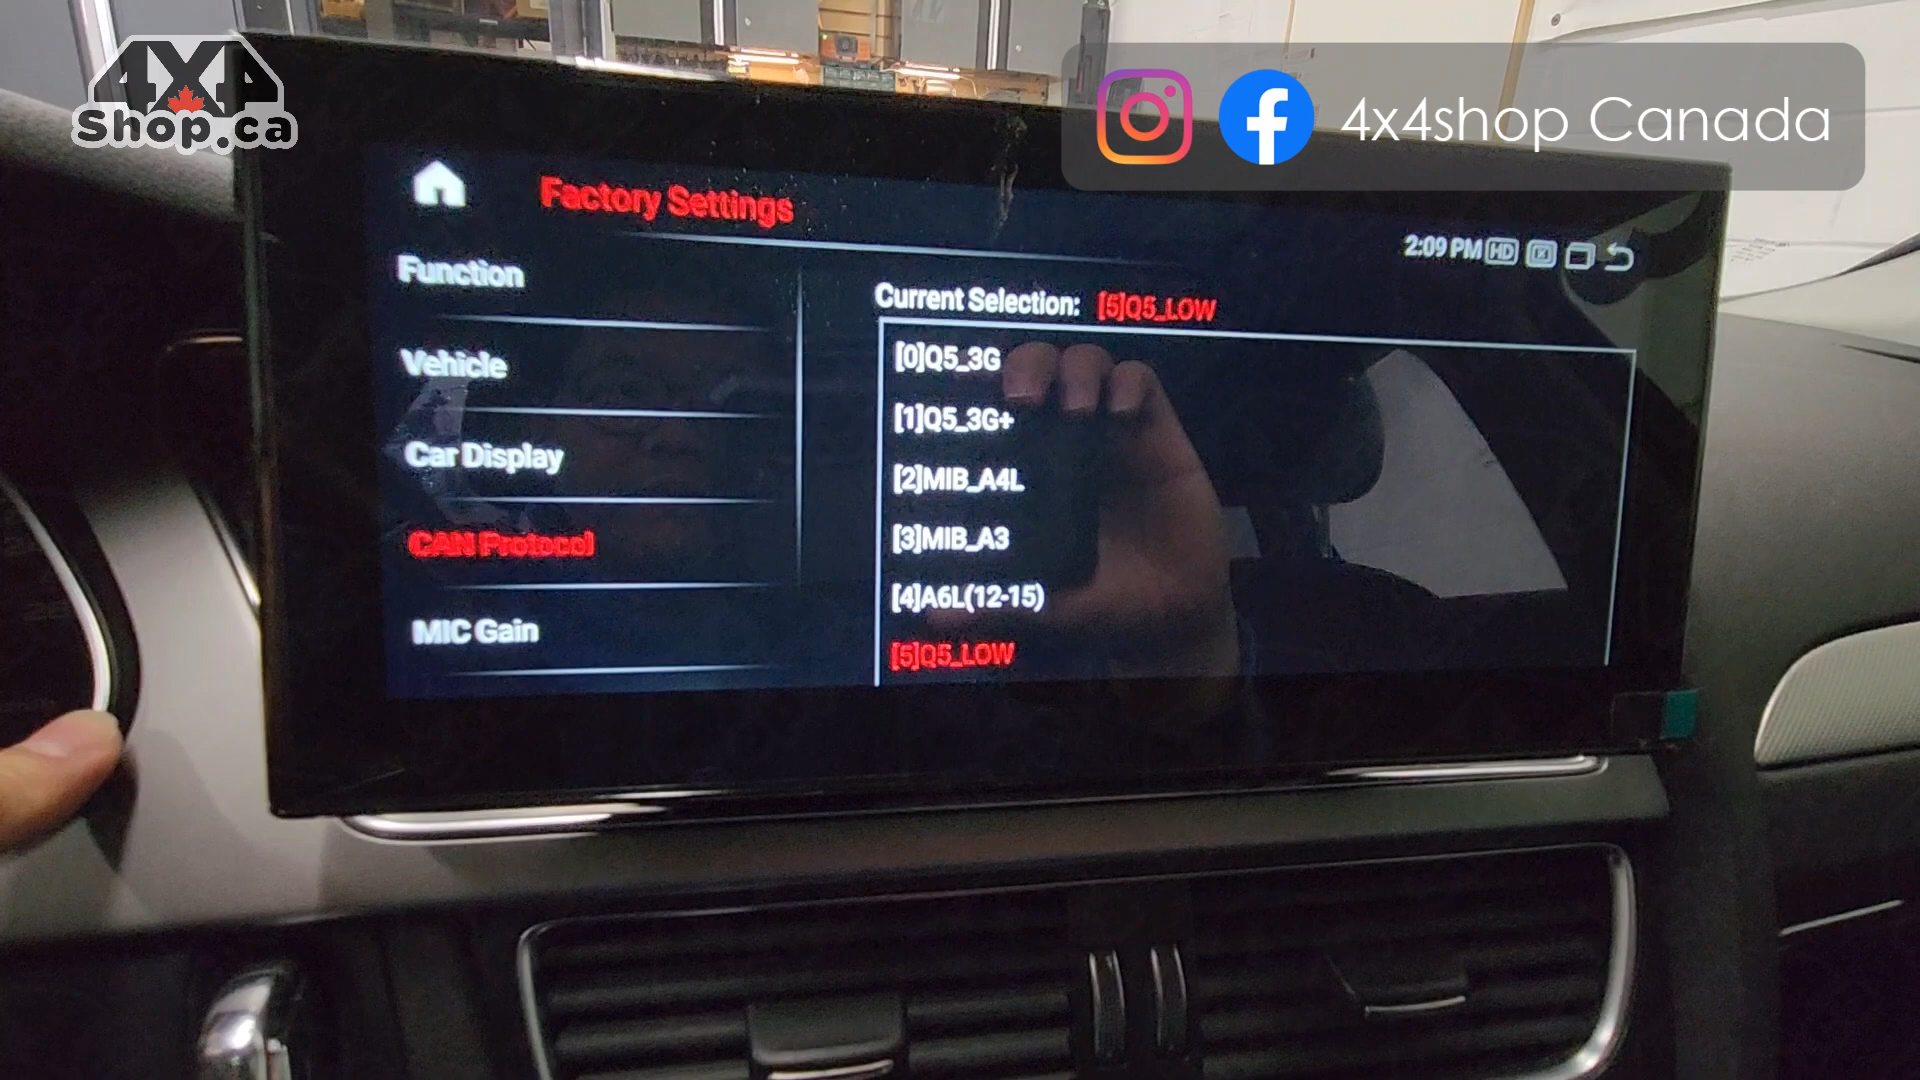 4X4
Shop.ca
4x4shop Canada
Factory Settings
2:09 PM HD
Function
Vehicle
Car Display
CAN Protocol
MIC Gain
Current Selection: [5]Q5_LOW
[0]Q5_3G
[1]Q5_3G+
[2]MIB_A4L
[3]MIB_A3
[4]A6L(12-15)
[5]Q5_LOW